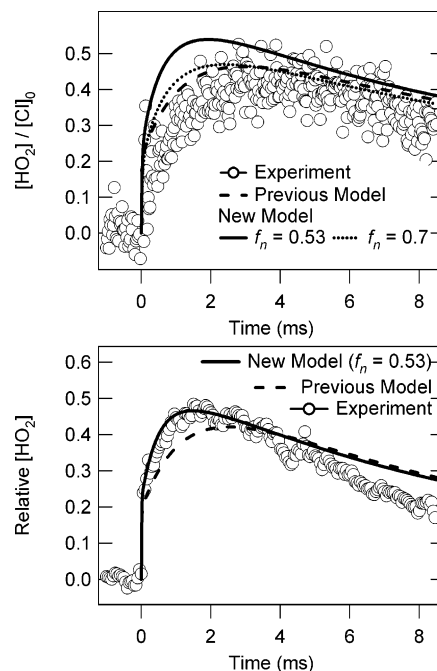 0.5
0.4
0.3
0.2
0.1
0.0
[HO2] / [Cl]0
Experiment
Previous Model
New Model
fn = 0.53 fn = 0.7
0 2 4 6 8
Time (ms)
0.6
0.5
0.4
0.3
0.2
0.1
0.0
Relative [HO2]
New Model (fn = 0.53)
Previous Model
Experiment
0 2 4 6 8
Time (ms)